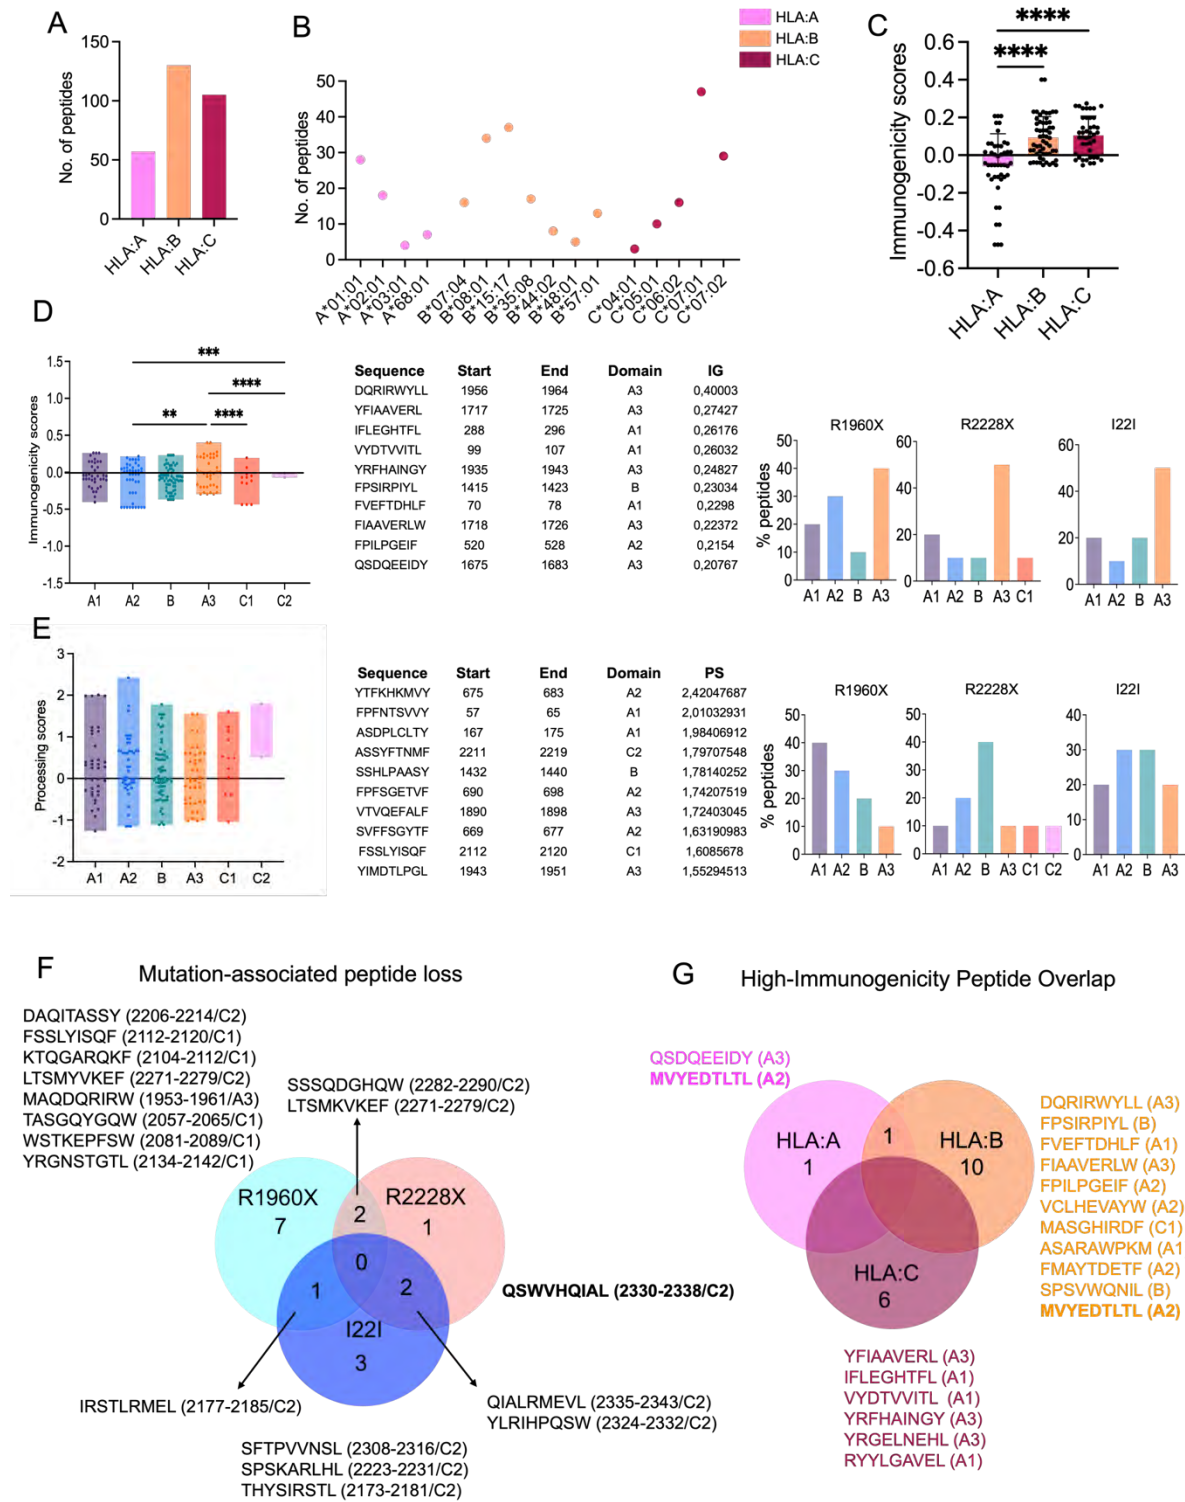 A
B
C
HLA:A
HLA:B
HLA:C
No. of peptides
150
100
50
0
HLA:A
HLA:B
HLA:C
No. of peptides
50
40
30
20
10
0
A*01:01
A*02:01
A*03:01
A*68:01
B*07:04
B*08:01
B*15:17
B*35:08
B*44:02
B*48:01
B*57:01
C*04:01
C*05:01
C*06:02
C*07:01
C*07:02
Immunogenicity scores
****
****
0.6
0.4
0.2
0.0
-0.2
-0.4
-0.6
HLA:A
HLA:B
HLA:C
D
Immunogenicity scores
1.5
1.0
0.5
0.0
-0.5
-1.0
-1.5
***
****
** ****
A1 A2 B A3 C1 C2
Sequence Start End Domain IG
DQRIRWYLL 1956 1964 A3 0,40003
YFIAAVERL 1717 1725 A3 0,27427
IFLEGHTFL 288 296 A1 0,26176
VYDTVVITL 99 107 A1 0,26032
YRFHAINGY 1935 1943 A3 0,24827
FPSIRPIYL 1415 1423 B 0,23034
FVEFTDHLF 70 78 A1 0,2298
FIAAVERLW 1718 1726 A3 0,22372
FPILPGEIF 520 528 A2 0,2154
QSDQEEIDY 1675 1683 A3 0,20767
% peptides
R1960X
50
40
30
20
10
0
A1 A2 B A3
R2228X
60
40
20
0
A1 A2 B A3 C1
I22I
60
40
20
0
A1 A2 B A3
E
Processing scores
3
2
1
0
-1
-2
A1 A2 B A3 C1 C2
Sequence Start End Domain PS
YTFKHKMVY 675 683 A2 2,42047687
FPFNTSVVY 57 65 A1 2,01032931
ASDPLCLTY 167 175 A1 1,98406912
ASSYFTNMF 2211 2219 C2 1,79707548
SSHLPAASY 1432 1440 B 1,78140252
FPFSGETVF 690 698 A2 1,74207519
VTVQEFALF 1890 1898 A3 1,72403045
SVFFSGYTF 669 677 A2 1,63190983
FSSLYISQF 2112 2120 C1 1,6085678
YIMDTLPGL 1943 1951 A3 1,55294513
% peptides
R1960X
50
40
30
20
10
0
A1 A2 B A3
R2228X
50
40
30
20
10
0
A1 A2 B A3 C1 C2
I22I
40
30
20
10
0
A1 A2 B A3
F
Mutation-associated peptide loss
DAQITASSY (2206-2214/C2)
FSSLYISQF (2112-2120/C1)
KTQGARQKF (2104-2112/C1)
LTSMYVKEF (2271-2279/C2)
MAQDQRIRW (1953-1961/A3)
TASGQYGQW (2057-2065/C1)
WSTKEPFSW (2081-2089/C1)
YRGNSTGTL (2134-2142/C1)
SSSQDGHQW (2282-2290/C2)
LTSMKVKEF (2271-2279/C2)
R1960X
7
2
R2228X
1
0
1
2
I22I
3
QSWVHQIAL (2330-2338/C2)
IRSTLRMEL (2177-2185/C2)
QIALRMEVL (2335-2343/C2)
YLRIHPQSW (2324-2332/C2)
SFTPVVNSL (2308-2316/C2)
SPSKARLHL (2223-2231/C2)
THYSIRSTL (2173-2181/C2)
G
High-Immunogenicity Peptide Overlap
QSDQEEIDY (A3)
MVYEDTLTL (A2)
HLA:A
1
1
HLA:B
10
HLA:C
6
DQRIRWYLL (A3)
FPSIRPIYL (B)
FVEFTDHLF (A1)
FIAAVERLW (A3)
FPILPGEIF (A2)
VCLHEVAYW (A2)
MASGHIRDF (C1)
ASARAWPKM (A1
FMAYTDETF (A2)
SPSVWQNIL (B)
MVYEDTLTL (A2)
YFIAAVERL (A3)
IFLEGHTFL (A1)
VYDTVVITL (A1)
YRFHAINGY (A3)
YRGELNEHL (A3)
RYYLGAVEL (A1)